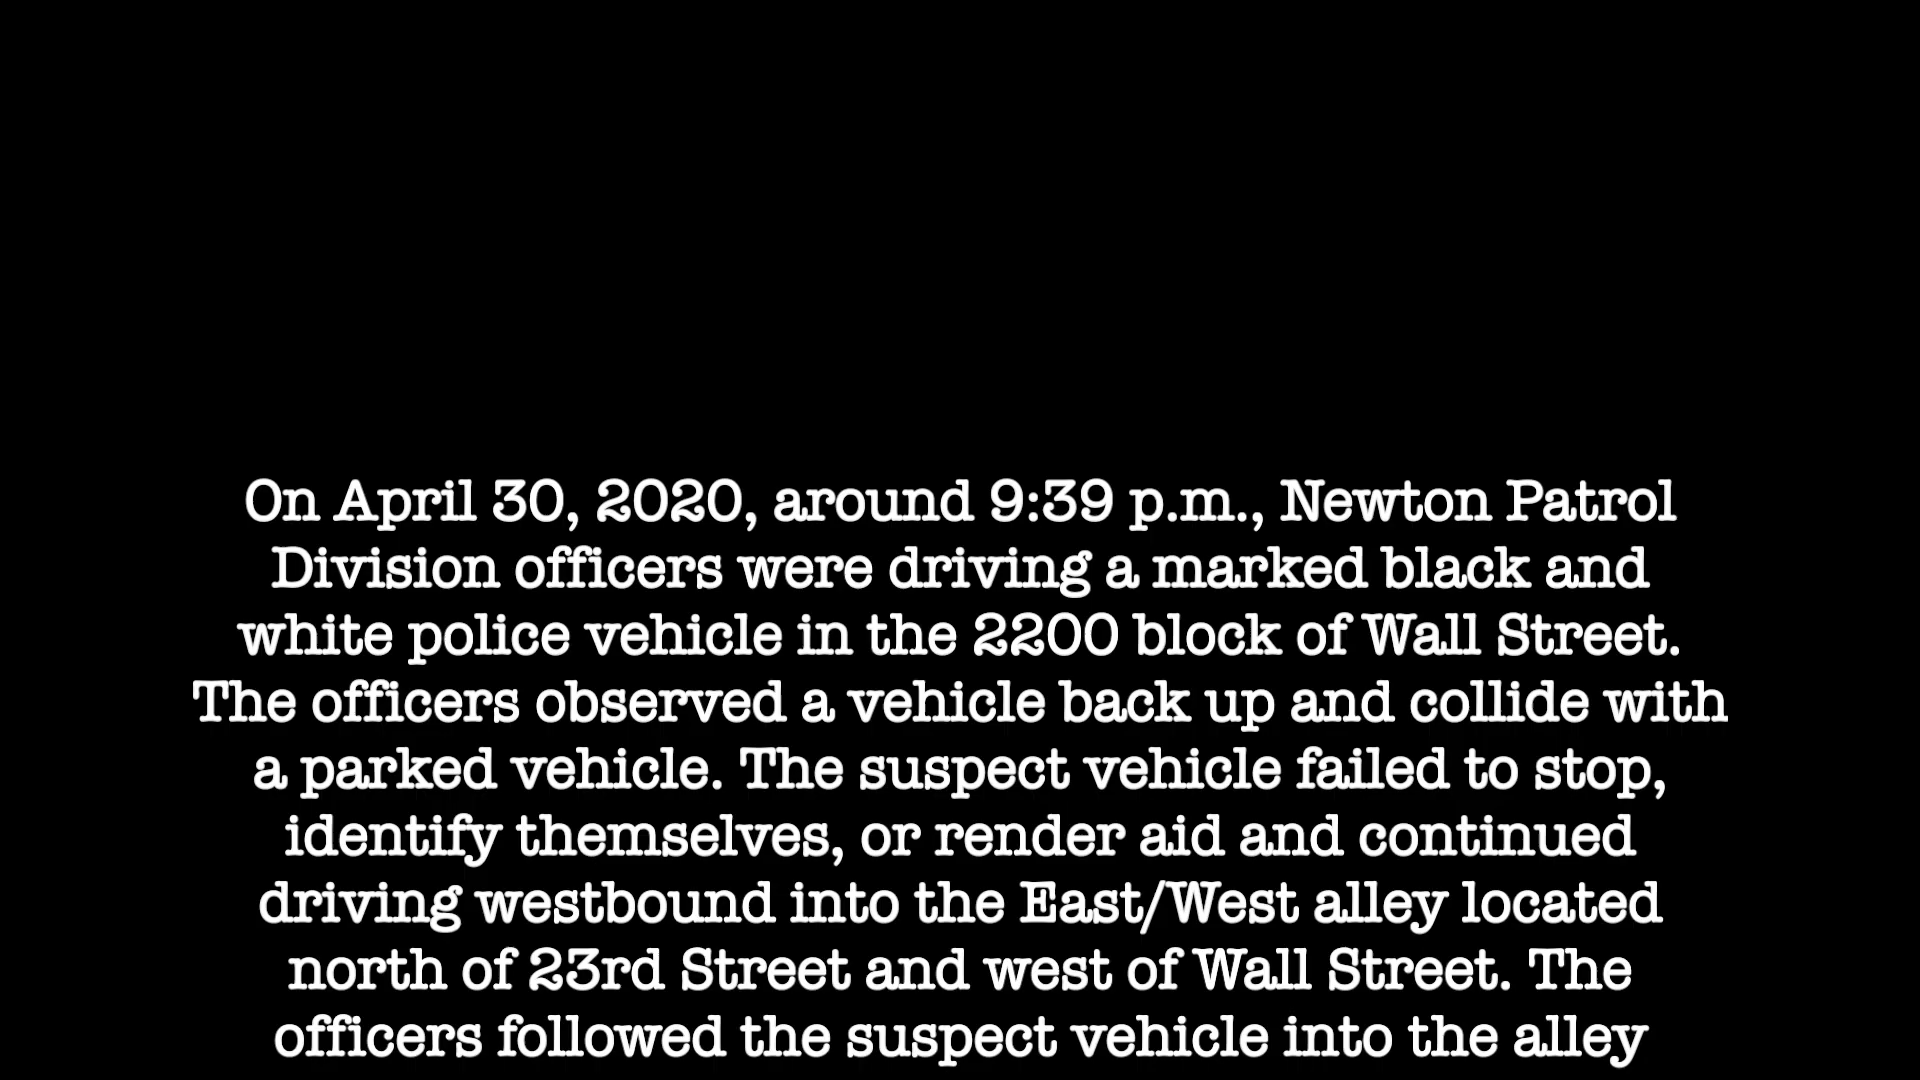 On April 30, 2020, around 9:39 p.m., Newton Patrol
Division officers were driving a marked black and
white police vehicle in the 2200 block of Wall Street.
The officers observed a vehicle back up and collide with
a parked vehicle. The suspect vehicle failed to stop,
identify themselves, or render aid and continued
driving westbound into the East/West alley located
north of 23rd Street and west of Wall Street. The
officers followed the suspect vehicle into the alley